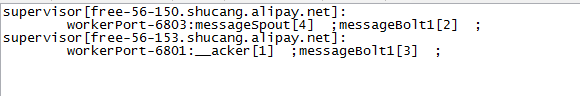 supervisor[free-56-150.shucang.alipay.net]:
workerPort-6803:messageSpout[4] ;messageBolt1[2] ;
supervisor[free-56-153.shucang.alipay.net]:
workerPort-6801:__acker[1] ;messageBolt1[3] ;